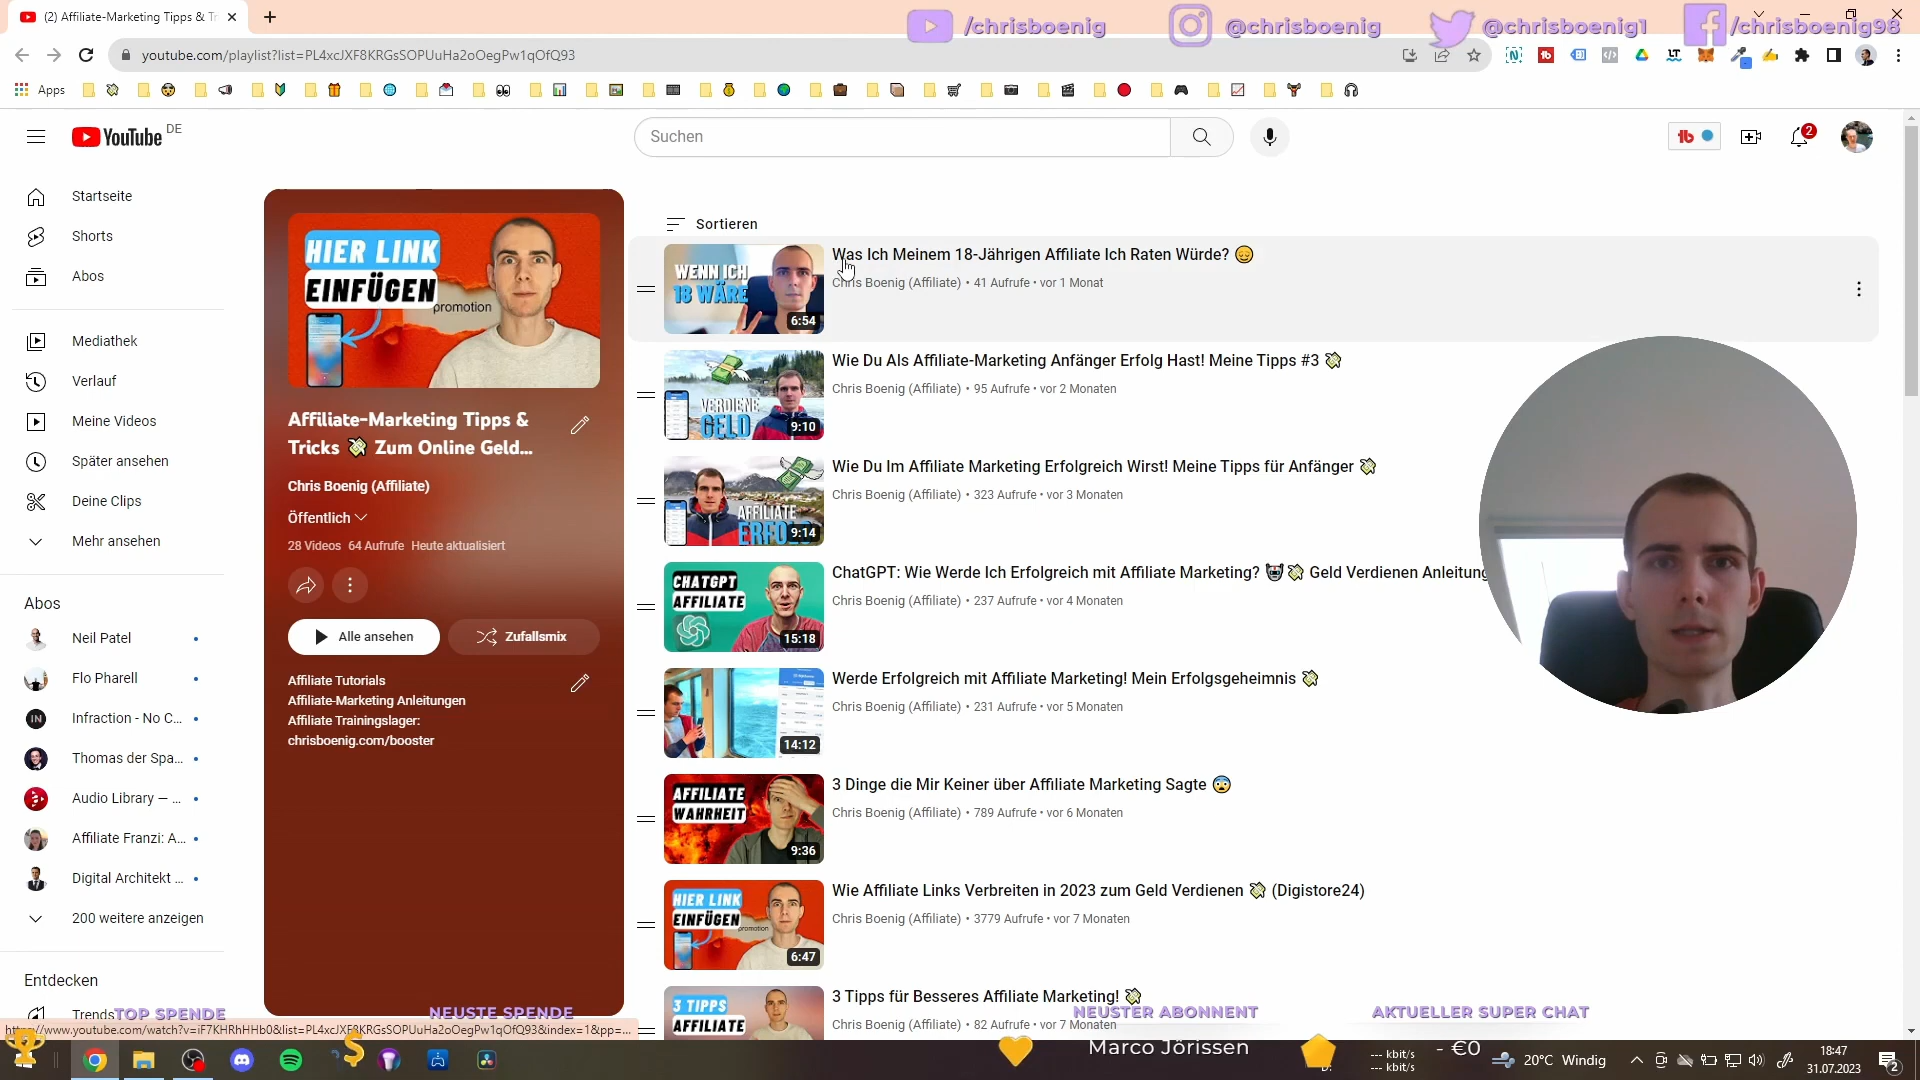 (2) Affiliate-Marketing Tipps & Tr
/chrisboenig
@chrisboenig
@chrisboenig1
/chrisboenig98
youtube.com/playlist?list=PL4xcJXF8KRGsSOPUuHa2oOegPw1qOfQ93
Apps
YouTube DE
Suchen
2
Startseite
Shorts
Abos
Mediathek
Verlauf
Meine Videos
Später ansehen
Deine Clips
Mehr ansehen
Abos
Neil Patel
Flo Pharell
IN
Infraction - No C...
Thomas der Spa...
Audio Library — ...
Affiliate Franzi: A...
Digital Architekt ...
200 weitere anzeigen
Entdecken
Trends
HIER LINK
EINFÜGEN
promotion
Affiliate-Marketing Tipps &
Tricks 💸 Zum Online Geld...
Chris Boenig (Affiliate)
Öffentlich
28 Videos 64 Aufrufe Heute aktualisiert
Alle ansehen
Zufallsmix
Affiliate Tutorials
Affiliate-Marketing Anleitungen
Affiliate Trainingslager:
chrisboenig.com/booster
Sortieren
WENN ICH
18 WÄRE
6:54
Was Ich Meinem 18-Jährigen Affiliate Ich Raten Würde? 😔
Chris Boenig (Affiliate) • 41 Aufrufe • vor 1 Monat
VERDIENE
GELD
9:10
Wie Du Als Affiliate-Marketing Anfänger Erfolg Hast! Meine Tipps #3 💸
Chris Boenig (Affiliate) • 95 Aufrufe • vor 2 Monaten
AFFILIATE
ERFOL
9:14
Wie Du Im Affiliate Marketing Erfolgreich Wirst! Meine Tipps für Anfänger 💸
Chris Boenig (Affiliate) • 323 Aufrufe • vor 3 Monaten
CHATGPT
AFFILIATE
15:18
ChatGPT: Wie Werde Ich Erfolgreich mit Affiliate Marketing? 🤖💸 Geld Verdienen Anleitung
Chris Boenig (Affiliate) • 237 Aufrufe • vor 4 Monaten
14:12
Werde Erfolgreich mit Affiliate Marketing! Mein Erfolgsgeheimnis 💸
Chris Boenig (Affiliate) • 231 Aufrufe • vor 5 Monaten
AFFILIATE
WAHRHEIT
9:36
3 Dinge die Mir Keiner über Affiliate Marketing Sagte 😨
Chris Boenig (Affiliate) • 789 Aufrufe • vor 6 Monaten
HIER LINK
EINFÜGEN
promotion
6:47
Wie Affiliate Links Verbreiten in 2023 zum Geld Verdienen 💸 (Digistore24)
Chris Boenig (Affiliate) • 3779 Aufrufe • vor 7 Monaten
3 TIPPS
AFFILIATE
3 Tipps für Besseres Affiliate Marketing! 💸
Chris Boenig (Affiliate) • 82 Aufrufe • vor 7 Monaten
TOP SPENDE
NEUSTE SPENDE
NEUSTER ABONNENT
AKTUELLER SUPER CHAT
https://www.youtube.com/watch?v=iF7KHRhHHb0&list=PL4xcJXF8KRGsSOPUuHa2oOegPw1qOfQ93&index=1&pp=...
Marco Jörissen
- €0
D:
--- kbit/s
--- kbit/s
20°C Windig
18:47
31.07.2023
2